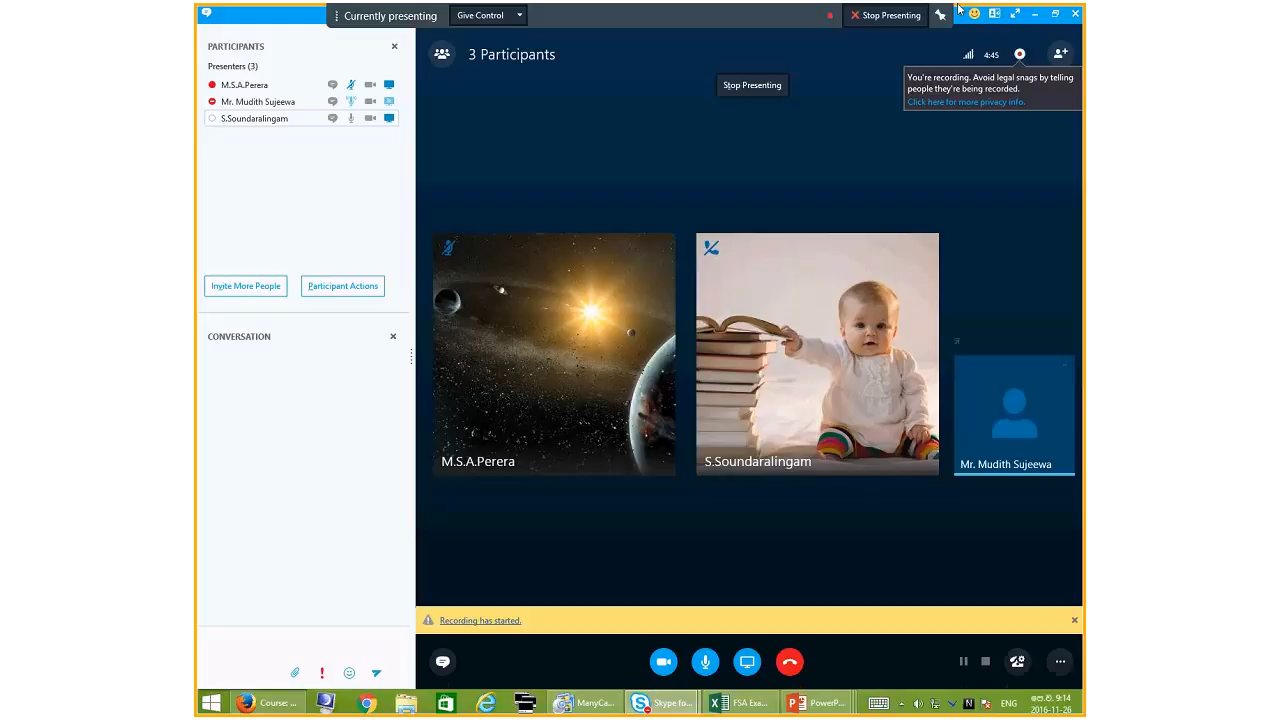 Currently presenting
Give Control
Stop Presenting
PARTICIPANTS
Presenters (3)
M.S.A.Perera
Mr. Mudith Sujeewa
S.Soundaralingam
3 Participants
4:45
Stop Presenting
You're recording. Avoid legal snags by telling
people they're being recorded.
Click here for more privacy info.
Invite More People
Participant Actions
CONVERSATION
M.S.A.Perera
S.Soundaralingam
Mr. Mudith Sujeewa
Recording has started.
Course: ...
ManyCa...
Skype fo...
FSA Exa...
PowerP...
ENG
පෙ.ව. 9:14
2016-11-26